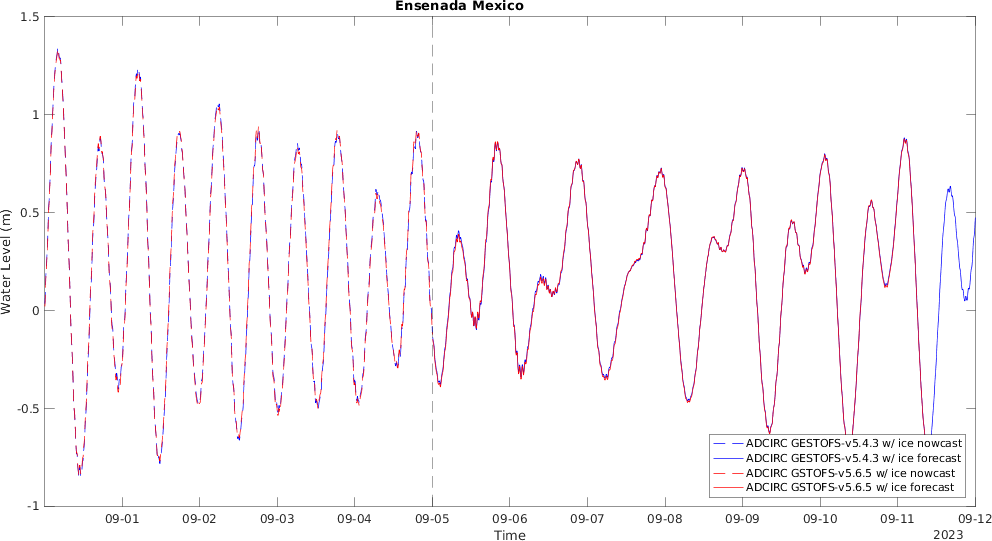 Ensenada Mexico
1.5
1
0.5
0
-0.5
-1
Water Level (m)
09-01 09-02 09-03 09-04 09-05 09-06 09-07 09-08 09-09 09-10 09-11 09-12
Time
2023
ADCIRC GESTOFS-v5.4.3 w/ ice nowcast
ADCIRC GESTOFS-v5.4.3 w/ ice forecast
ADCIRC GSTOFS-v5.6.5 w/ ice nowcast
ADCIRC GSTOFS-v5.6.5 w/ ice forecast